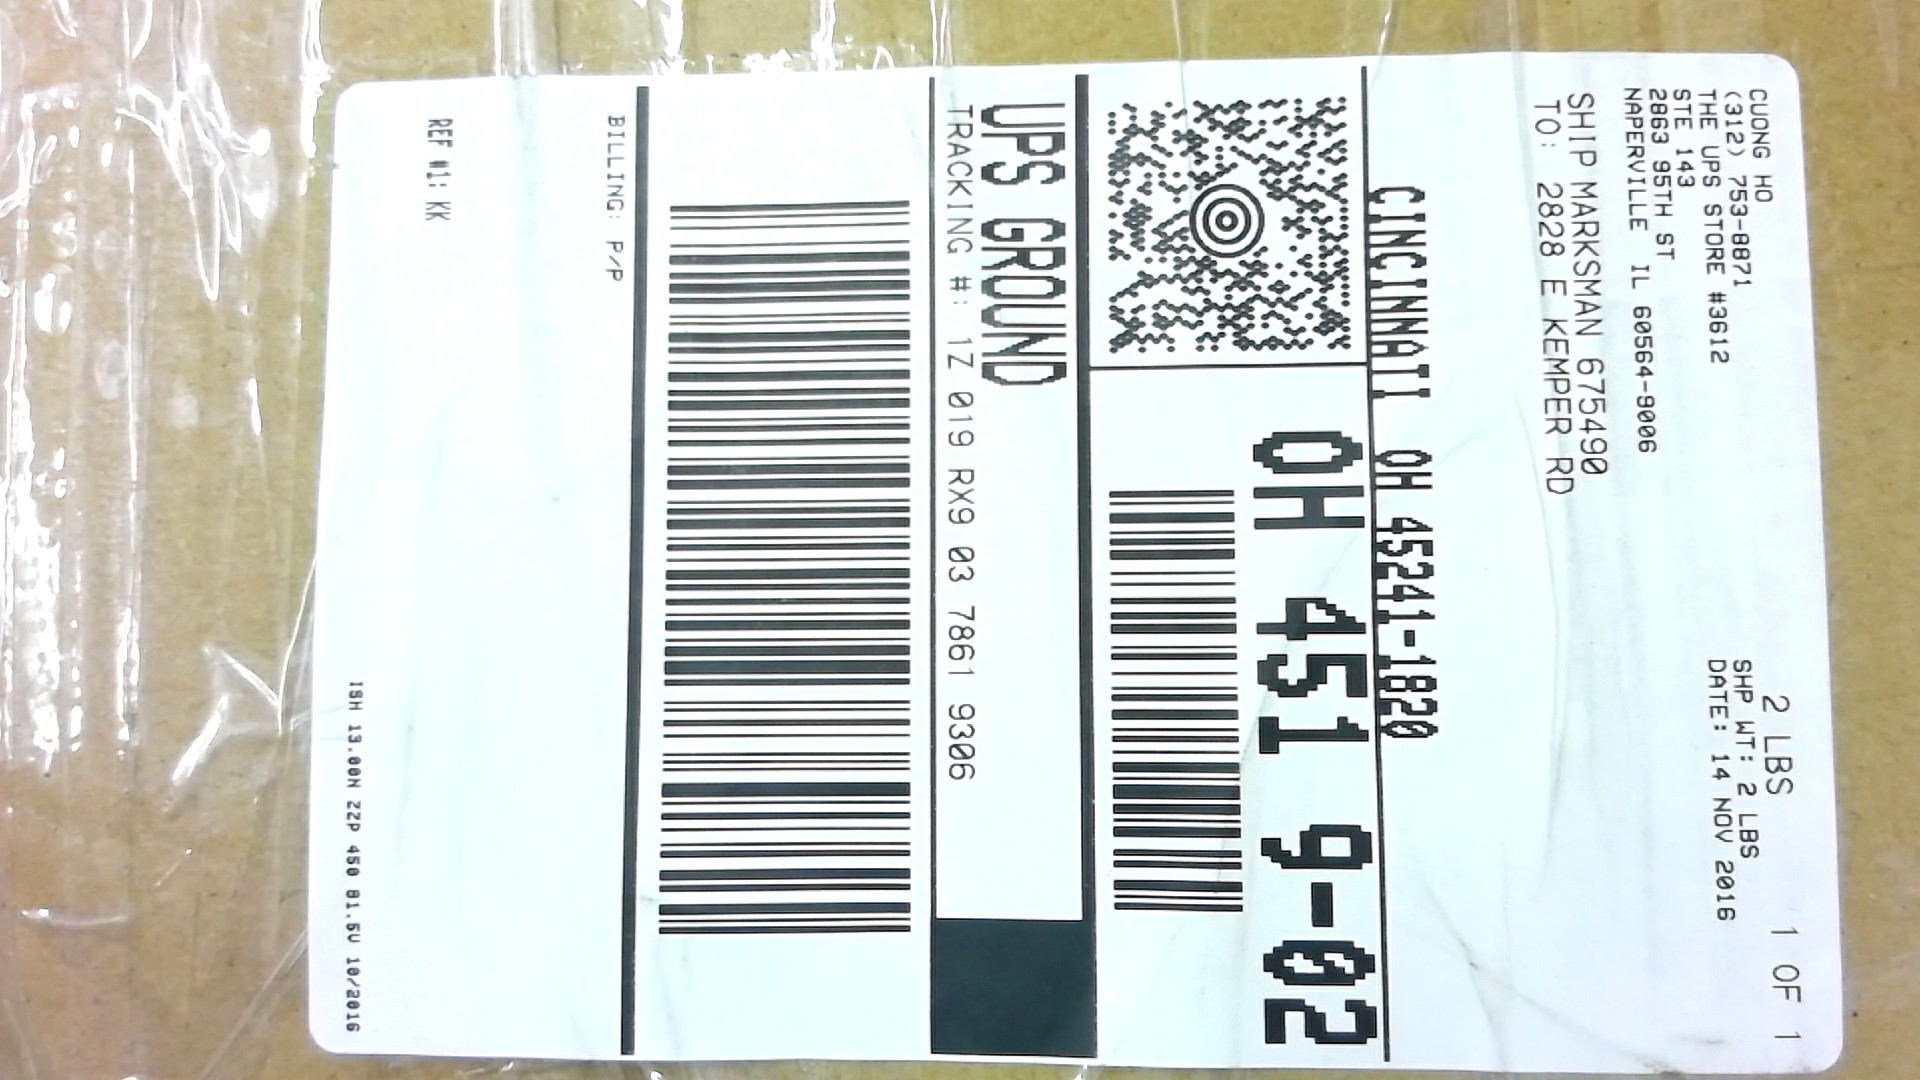 CUONG HO
(312) 753-8871
THE UPS STORE #3612
STE 143
2863 95TH ST
NAPERVILLE IL 60564-9006
2 LBS 1 OF 1
SHP WT: 2 LBS
DATE: 14 NOV 2016
SHIP MARKSMAN 675490
TO: 2828 E KEMPER RD
CINCINNATI OH 45241-1820
OH 451 9-02
UPS GROUND
TRACKING #: 1Z 019 RX9 03 7861 9306
BILLING: P/P
REF #1: KK
ISH 13.00N ZZP 450 81.5U 10/2016